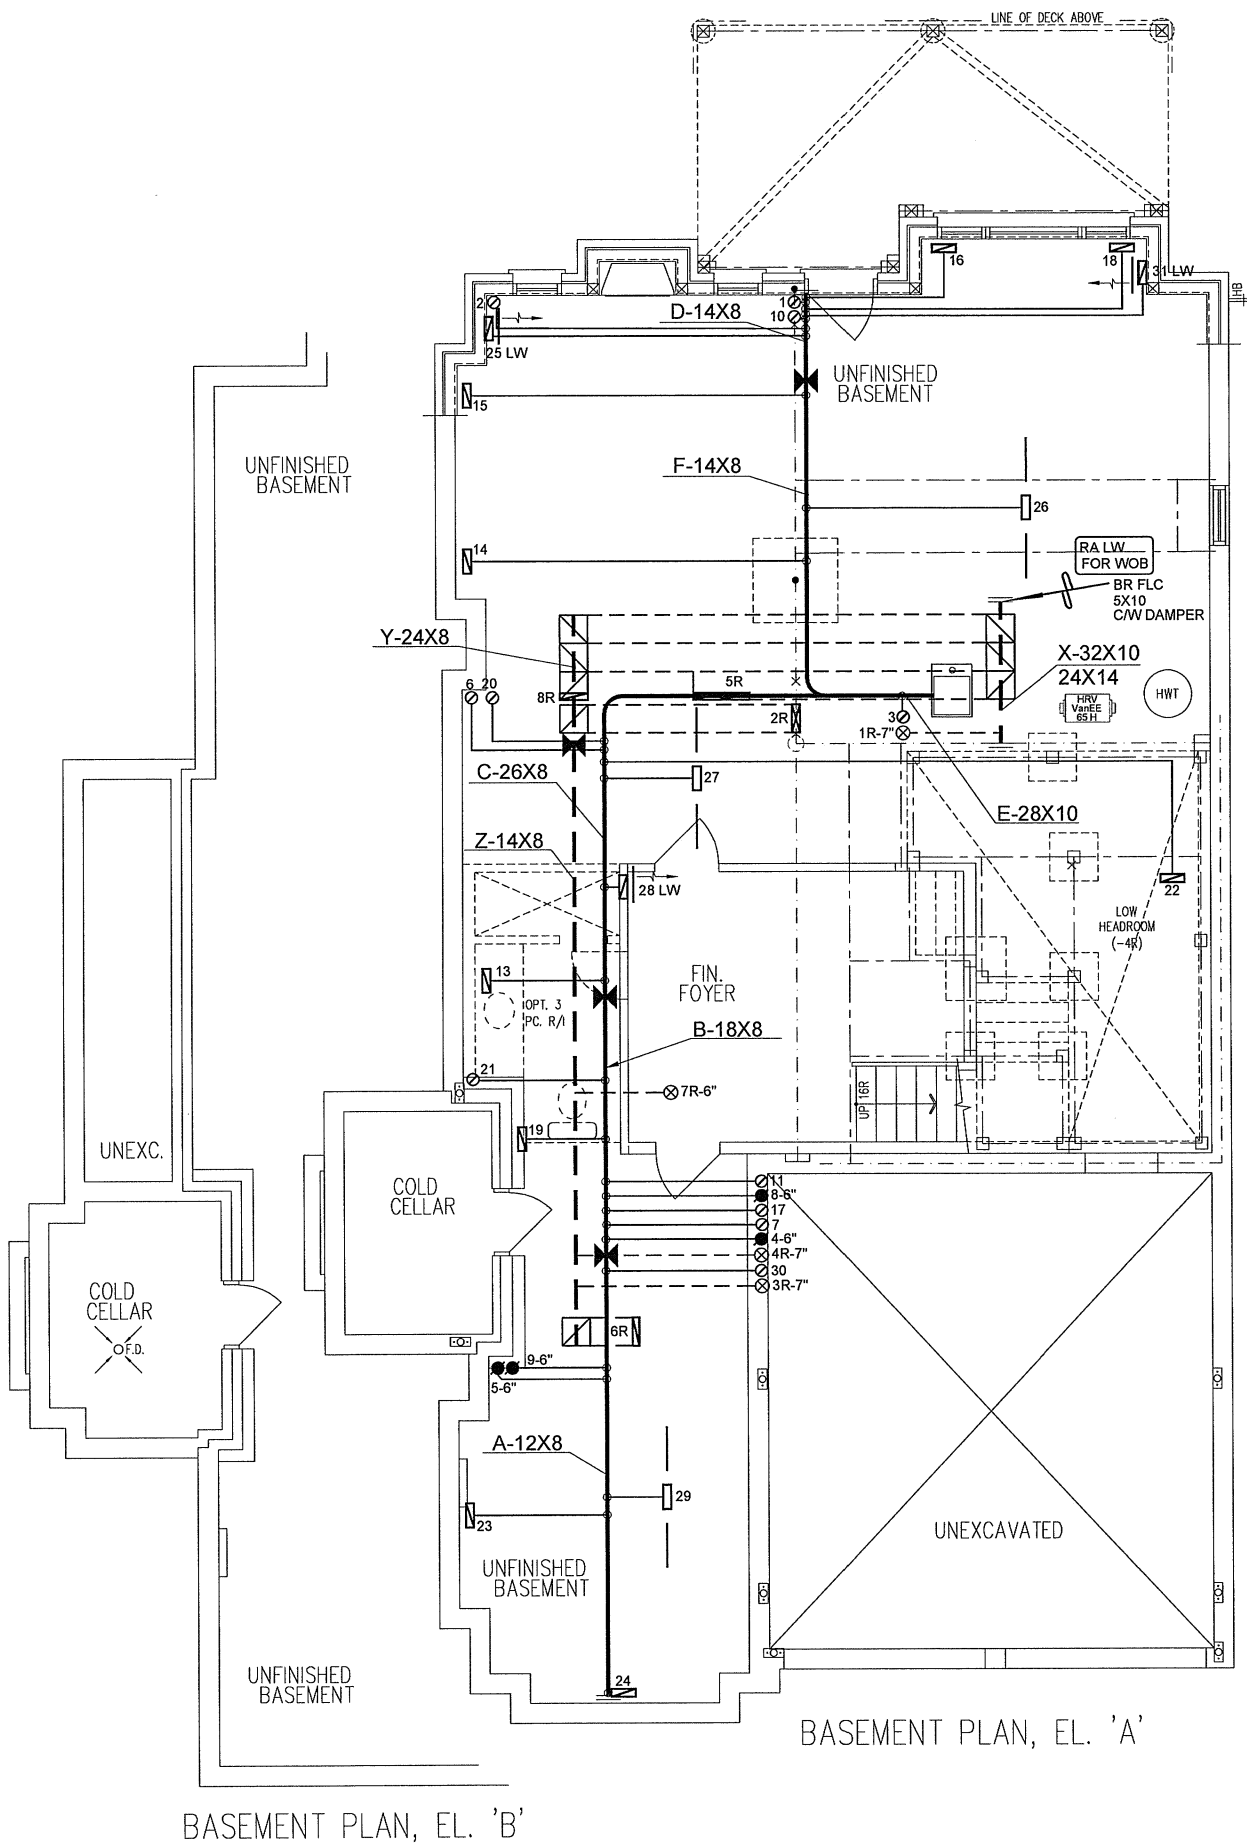 LINE OF DECK ABOVE
16
18
31 LW
HB
2
1
D-14X8
10
25 LW
UNFINISHED
BASEMENT
15
UNFINISHED
BASEMENT
F-14X8
26
14
RA LW
FOR WOB
BR FLC
5X10
C/W DAMPER
Y-24X8
X-32X10
24X14
6 20
8R
5R
2R
3
1R-7"
HRV
VanEE
65 H
HWT
C-26X8
27
E-28X10
Z-14X8
28 LW
22
LOW
HEADROOM
(-4R)
13
FIN.
FOYER
OPT. 3
PC. R/I
B-18X8
21
7R-6"
UP 16R
19
UNEXC.
COLD
CELLAR
11
8-6"
17
7
4-6"
4R-7"
30
3R-7"
COLD
CELLAR
F.D.
6R
9-6"
5-6"
A-12X8
29
23
UNEXCAVATED
UNFINISHED
BASEMENT
UNFINISHED
BASEMENT
24
BASEMENT PLAN, EL. 'A'
BASEMENT PLAN, EL. 'B'